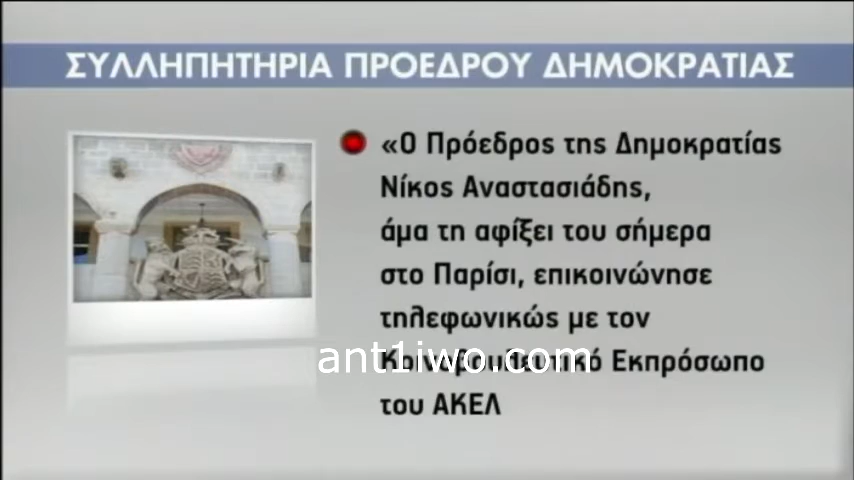 ΣΥΛΛΗΠΗΤΗΡΙΑ ΠΡΟΕΔΡΟΥ ΔΗΜΟΚΡΑΤΙΑΣ
«Ο Πρόεδρος της Δημοκρατίας
Νίκος Αναστασιάδης,
άμα τη αφίξει του σήμερα
στο Παρίσι, επικοινώνησε
τηλεφωνικώς με τον
Κοινοβουλευτικό Εκπρόσωπο
του ΑΚΕΛ
ant1iwo.com